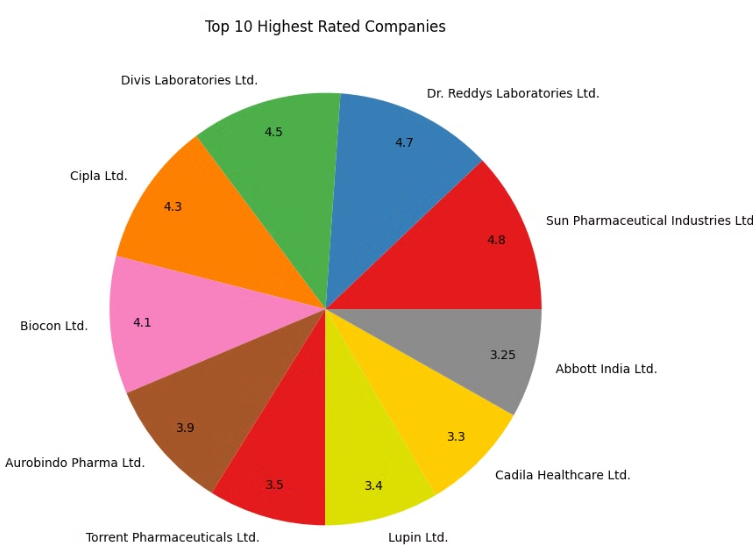 Top 10 Highest Rated Companies
Divis Laboratories Ltd.
Dr. Reddys Laboratories Ltd.
4.5
4.7
Cipla Ltd.
4.3
Sun Pharmaceutical Industries Ltd
4.8
Biocon Ltd.
4.1
3.25
Abbott India Ltd.
Aurobindo Pharma Ltd.
3.9
3.3
Cadila Healthcare Ltd.
3.5
3.4
Torrent Pharmaceuticals Ltd.
Lupin Ltd.